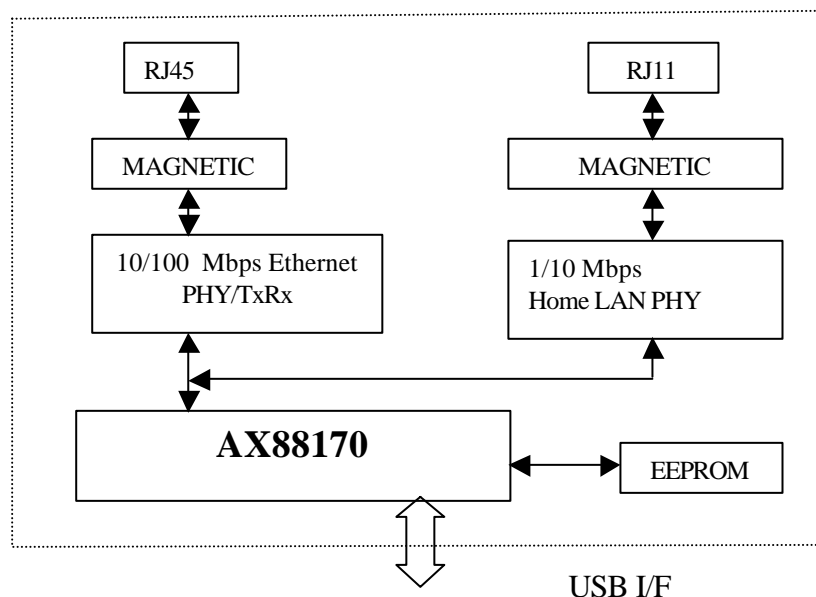 RJ45
RJ11
MAGNETIC
MAGNETIC
10/100 Mbps Ethernet
PHY/TxRx
1/10 Mbps
Home LAN PHY
AX88170
EEPROM
USB I/F